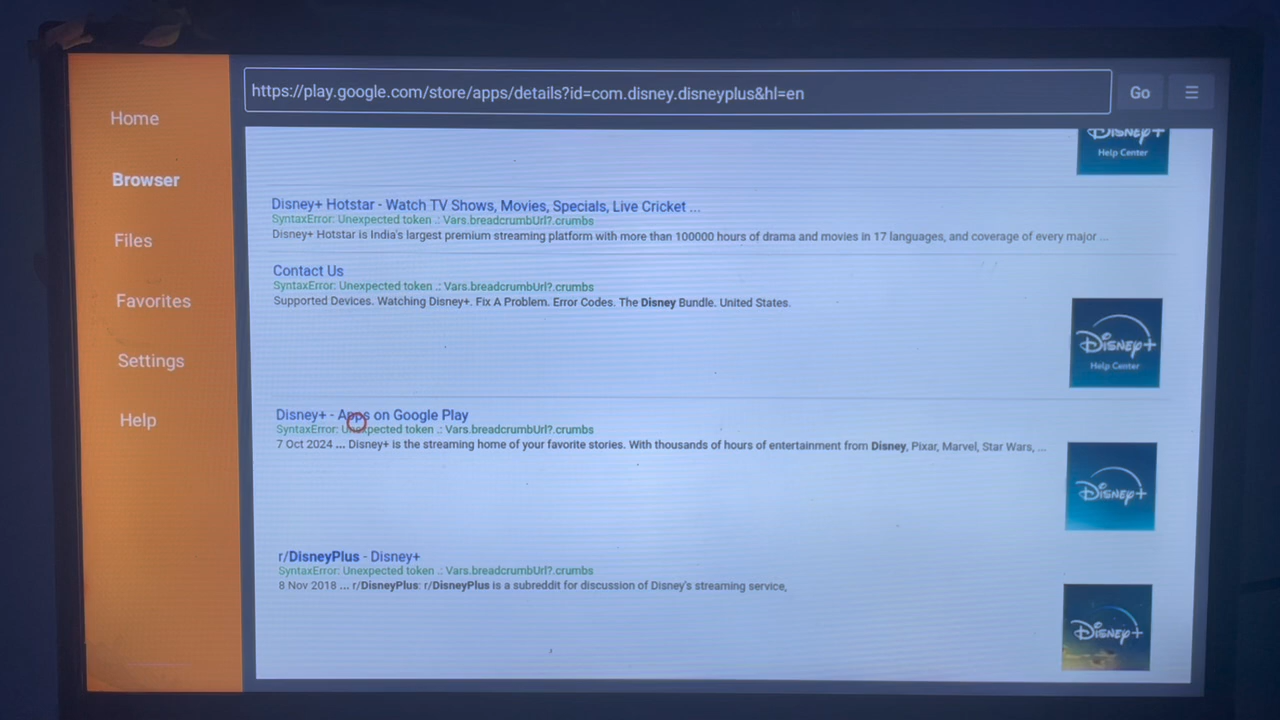 https://play.google.com/store/apps/details?id=com.disney.disneyplus&hl=en
Go
Home
Browser
Files
Favorites
Settings
Help
DISNEY+
Help Center
Disney+ Hotstar - Watch TV Shows, Movies, Specials, Live Cricket ...
SyntaxError: Unexpected token .: Vars.breadcrumbUrl?.crumbs
Disney+ Hotstar is India's largest premium streaming platform with more than 100000 hours of drama and movies in 17 languages, and coverage of every major ...
Contact Us
SyntaxError: Unexpected token .: Vars.breadcrumbUrl?.crumbs
Supported Devices. Watching Disney+. Fix A Problem. Error Codes. The Disney Bundle. United States.
DISNEY+
Help Center
Disney+ - Apps on Google Play
SyntaxError: Unexpected token .: Vars.breadcrumbUrl?.crumbs
7 Oct 2024 ... Disney+ is the streaming home of your favorite stories. With thousands of hours of entertainment from Disney, Pixar, Marvel, Star Wars, ...
DISNEY+
r/DisneyPlus - Disney+
SyntaxError: Unexpected token .: Vars.breadcrumbUrl?.crumbs
8 Nov 2018 ... r/DisneyPlus: r/DisneyPlus is a subreddit for discussion of Disney's streaming service,
DISNEY+